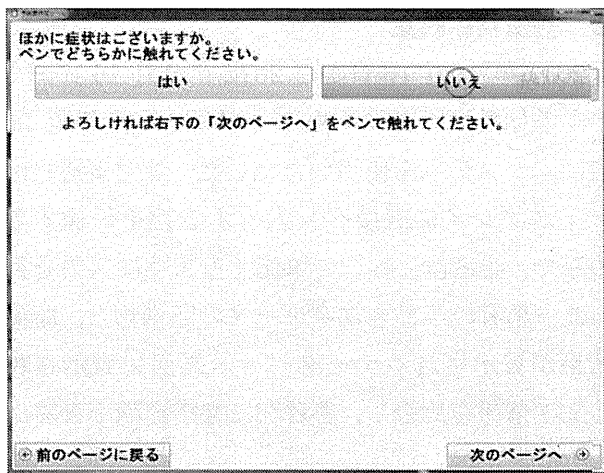 ほかに症状はございますか。
ペンでどちらかに触れてください。
はい
いいえ
よろしければ右下の「次のページへ」をペンで触れてください。
前のページに戻る
次のページへ